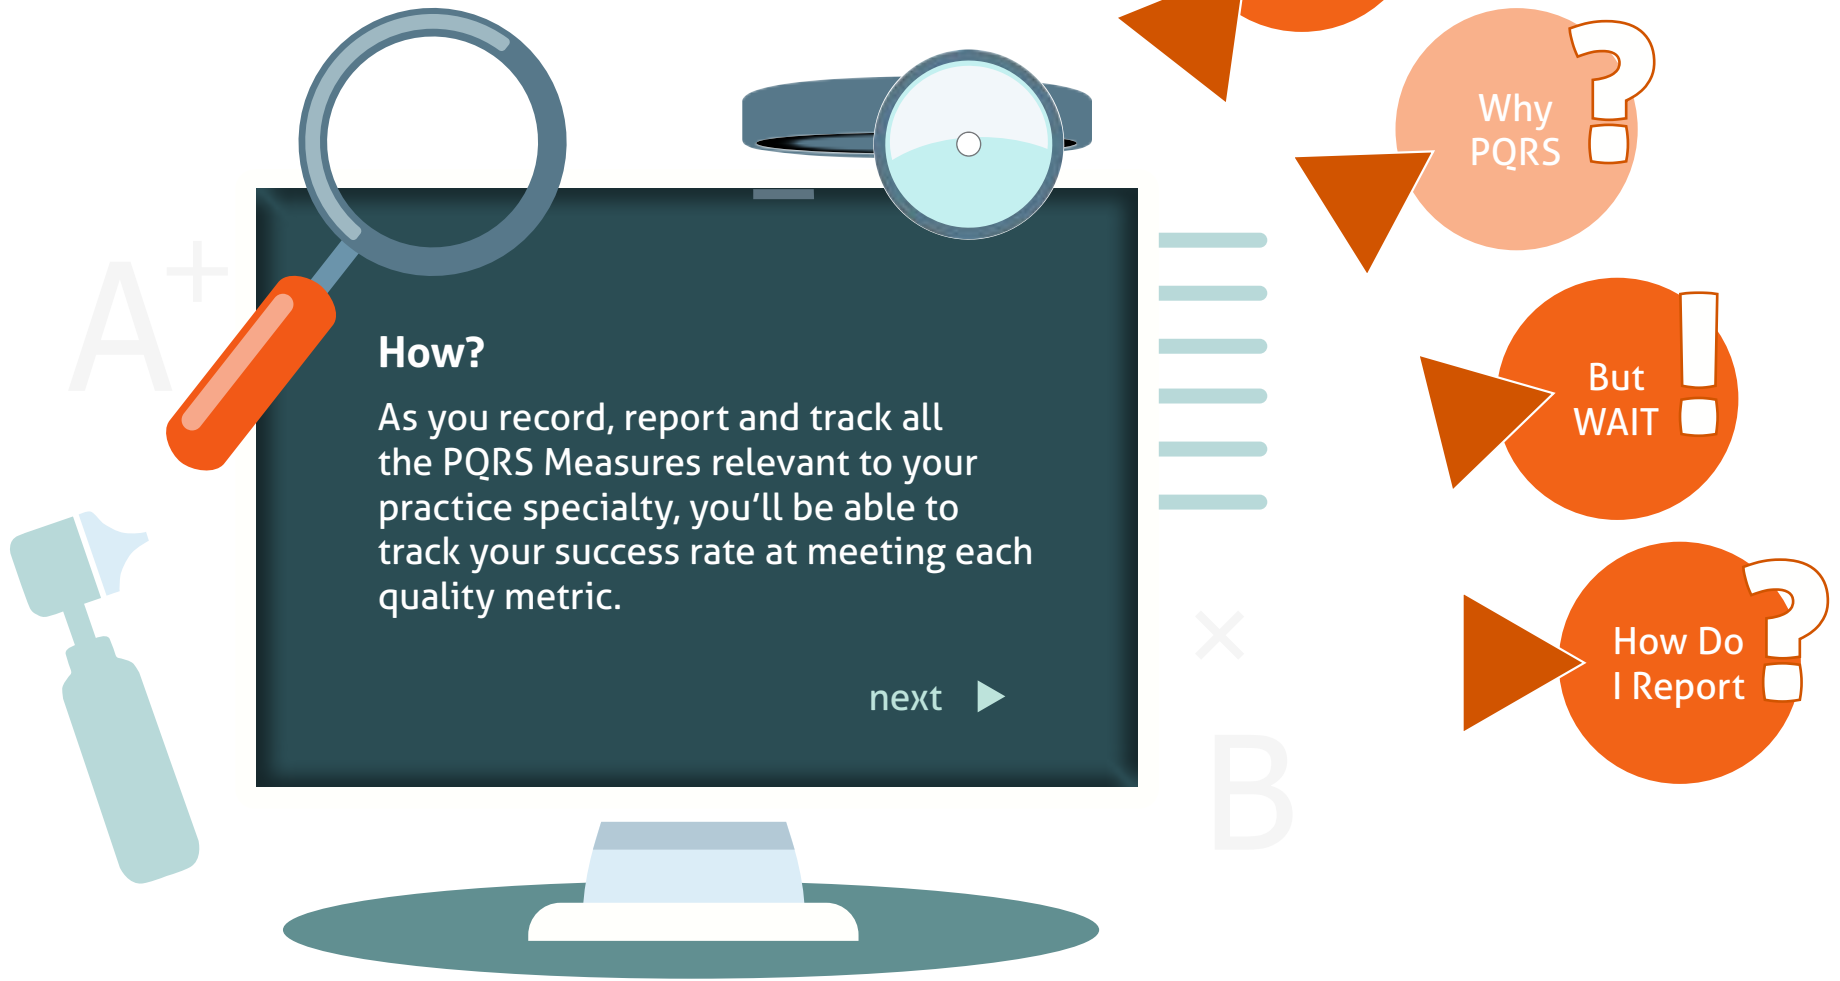 How?
As you record, report and track all
the PQRS Measures relevant to your
practice specialty, you'll be able to
track your success rate at meeting each
quality metric.
next
Why
PQRS
?
But
WAIT
!
How Do
I Report
?
A+
×
B